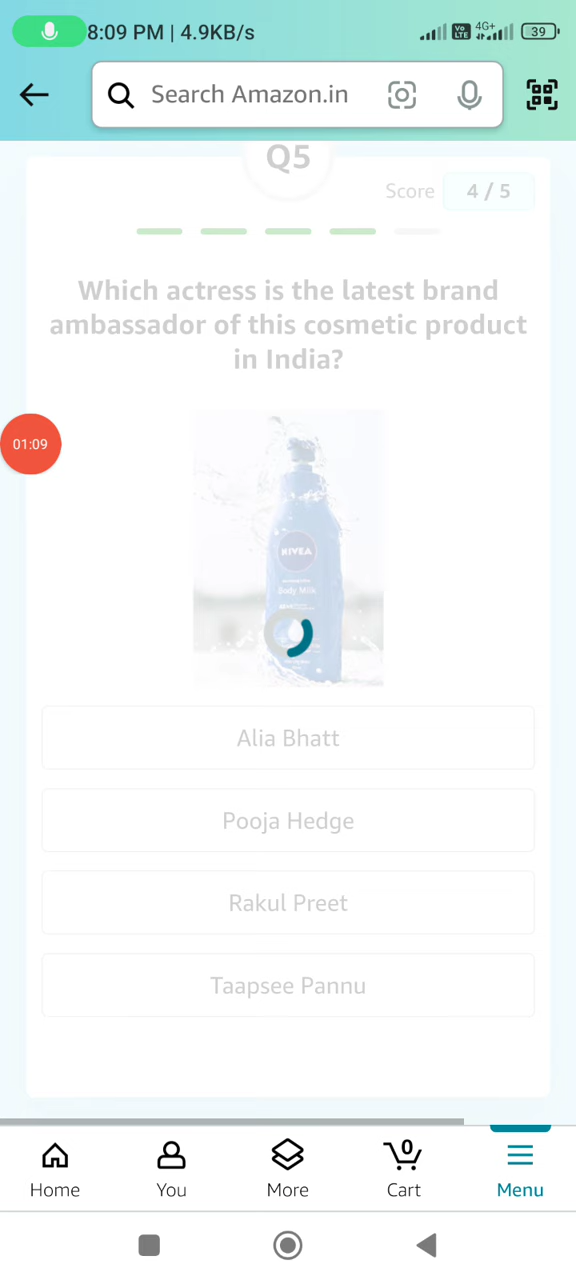 8:09 PM | 4.9KB/s
Vo LTE
4G+
39
Search Amazon.in
Q5
Score 4 / 5
Which actress is the latest brand
ambassador of this cosmetic product
in India?
01:09
NIVEA
Body Milk
Alia Bhatt
Pooja Hedge
Rakul Preet
Taapsee Pannu
0
Home You More Cart Menu